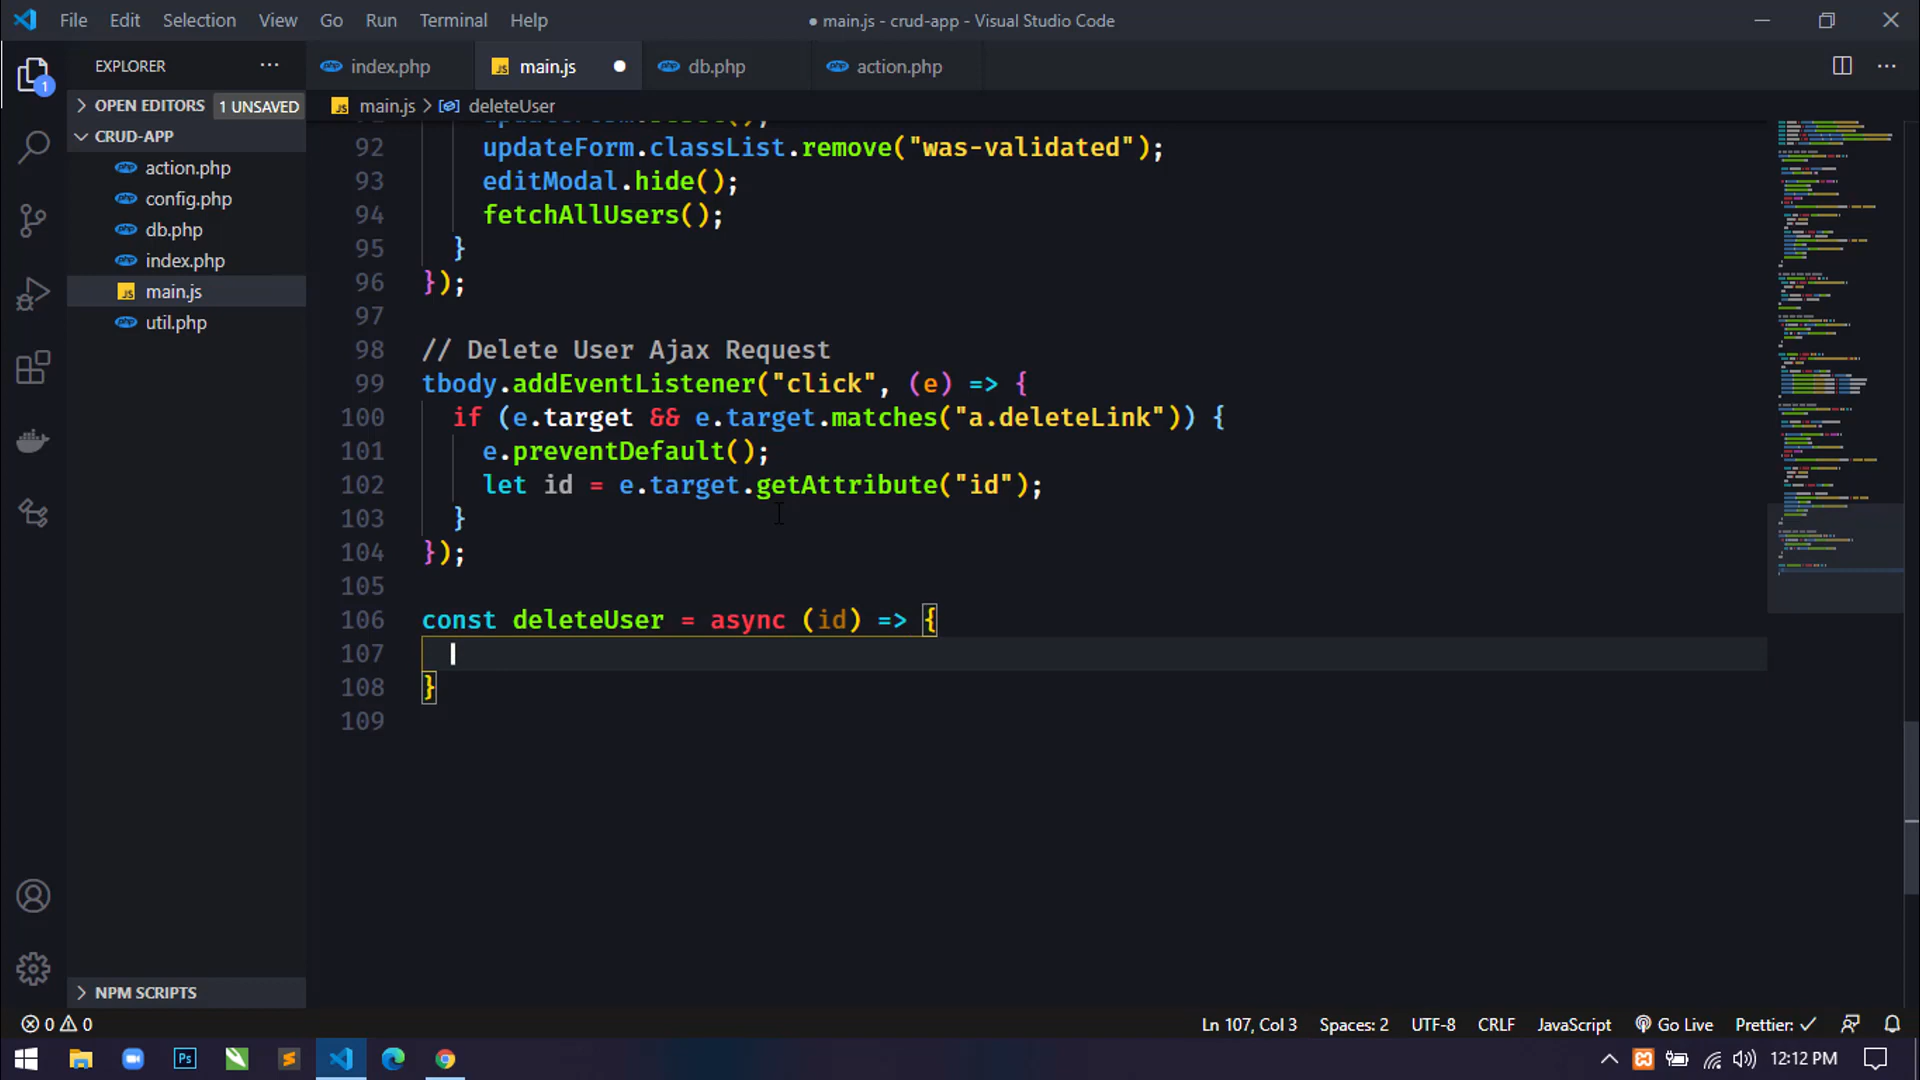 File Edit Selection View Go Run Terminal Help
● main.js - crud-app - Visual Studio Code
EXPLORER
index.php
main.js
db.php
action.php
1
OPEN EDITORS 1 UNSAVED
main.js > deleteUser
CRUD-APP
action.php
config.php
db.php
index.php
main.js
util.php
NPM SCRIPTS
92 updateForm.classList.remove("was-validated");
93 editModal.hide();
94 fetchAllUsers();
95 }
96 });
97
98 // Delete User Ajax Request
99 tbody.addEventListener("click", (e) => {
100 if (e.target && e.target.matches("a.deleteLink")) {
101 e.preventDefault();
102 let id = e.target.getAttribute("id");
103 }
104 });
105
106 const deleteUser = async (id) => {
107
108 }
109
0 0
Ln 107, Col 3 Spaces: 2 UTF-8 CRLF JavaScript Go Live Prettier: ✓
Ps
12:12 PM